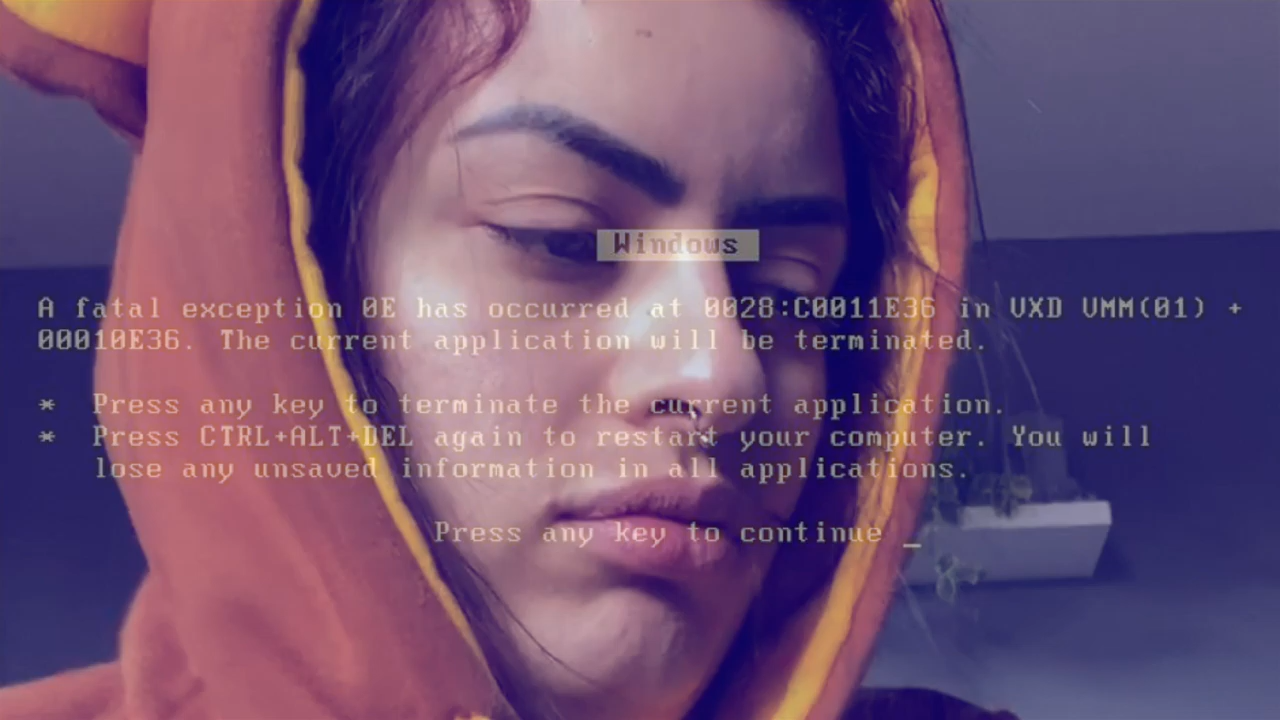 Windows
A fatal exception 0E has occurred at 0028:C0011E36 in VXD VMM(01) +
00010E36. The current application will be terminated.
* Press any key to terminate the current application.
* Press CTRL+ALT+DEL again to restart your computer. You will
lose any unsaved information in all applications.
Press any key to continue _